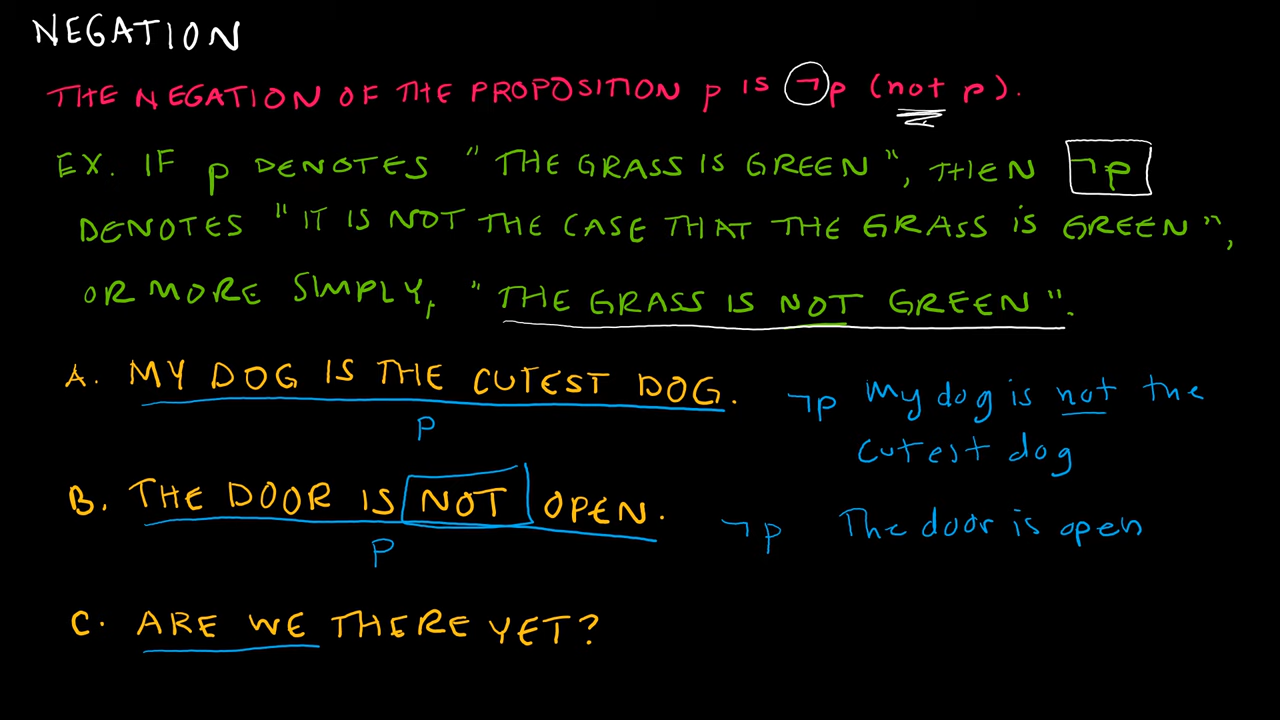 NEGATION
THE NEGATION OF THE PROPOSITION p IS ¬p (not p).
EX. IF p DENOTES "THE GRASS IS GREEN", THEN ¬p
DENOTES "IT IS NOT THE CASE THAT THE GRASS IS GREEN",
OR MORE SIMPLY, "THE GRASS IS NOT GREEN".
A. MY DOG IS THE CUTEST DOG.
p
¬p My dog is not the
cutest dog
B. THE DOOR IS NOT OPEN.
p
¬p The door is open
C. ARE WE THERE YET?